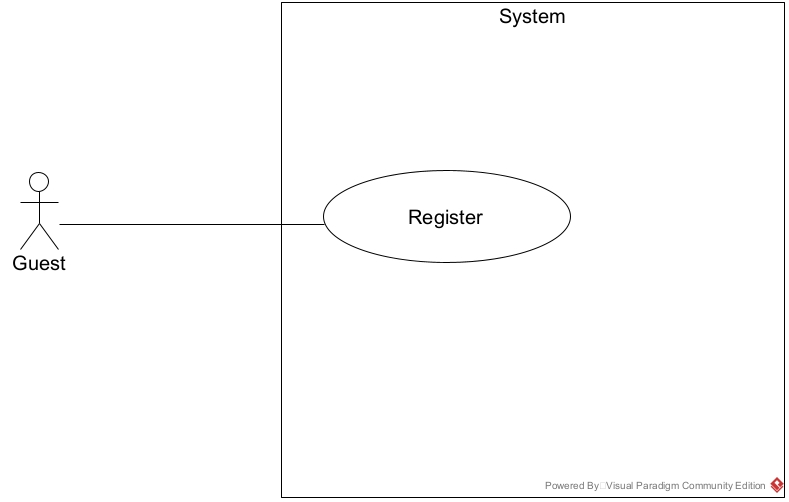 System
Register
Guest
Powered By Visual Paradigm Community Edition